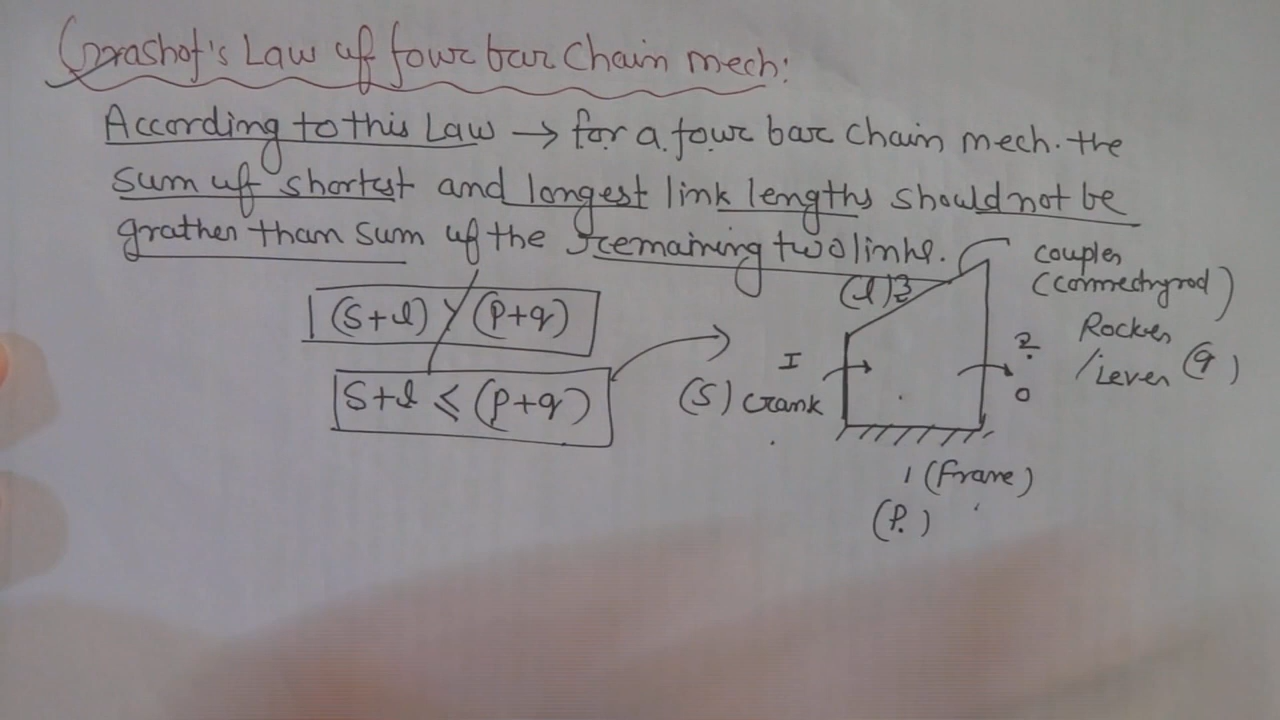 Grashof's Law of four bar Chain mech:
According to this Law → for a four bar chain mech. the
sum of shortest and longest link lengths should not be
grather than sum of the remaining two links.
(S+l) > (P+q)
S+l ≤ (P+q)
(l) 3
coupler
(connectingrod)
Rocker
/Lever (q)
2
O
I
(S) crank
1 (frame)
(P.)